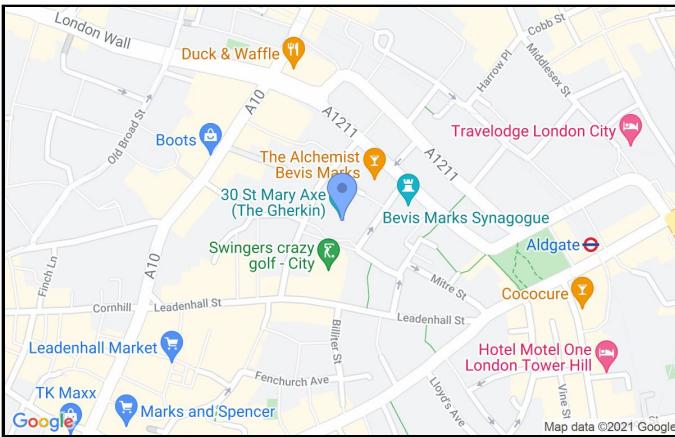 London Wall
Cobb St
Duck & Waffle
Middlesex St
Harrow Pl
A10
A1211
Old Broad St
Boots
A1211
Travelodge London City
The Alchemist
Bevis Marks
30 St Mary Axe
(The Gherkin)
Bevis Marks Synagogue
Swingers crazy
golf - City
Aldgate
Finch Ln
A10
Mitre St
Cococure
Cornhill
Leadenhall St
Leadenhall St
Billiter St
Leadenhall Market
Hotel Motel One
London Tower Hill
Fenchurch Ave
Lloyd's Ave
Vine St
TK Maxx
Marks and Spencer
Google
Map data ©2021 Google